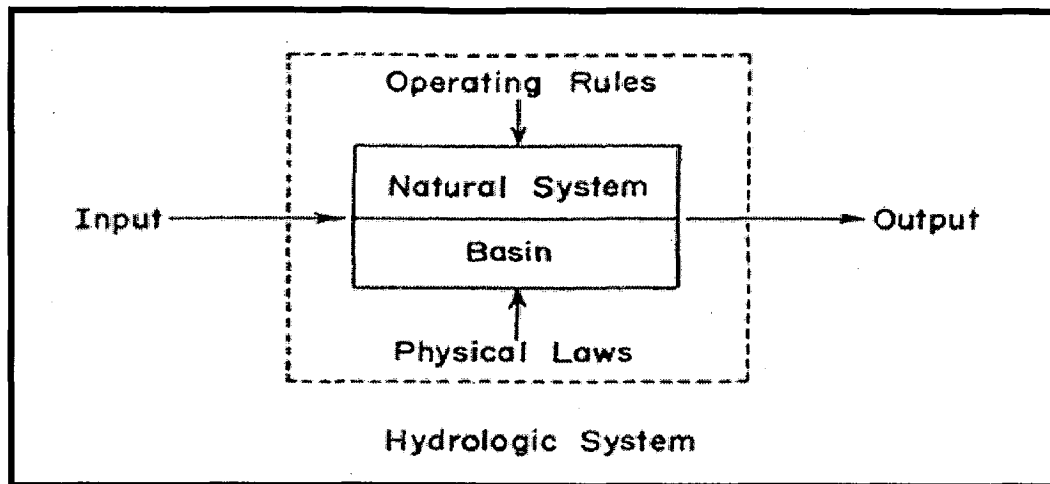 Operating Rules
Natural System
Input
Output
Basin
Physical Laws
Hydrologic System